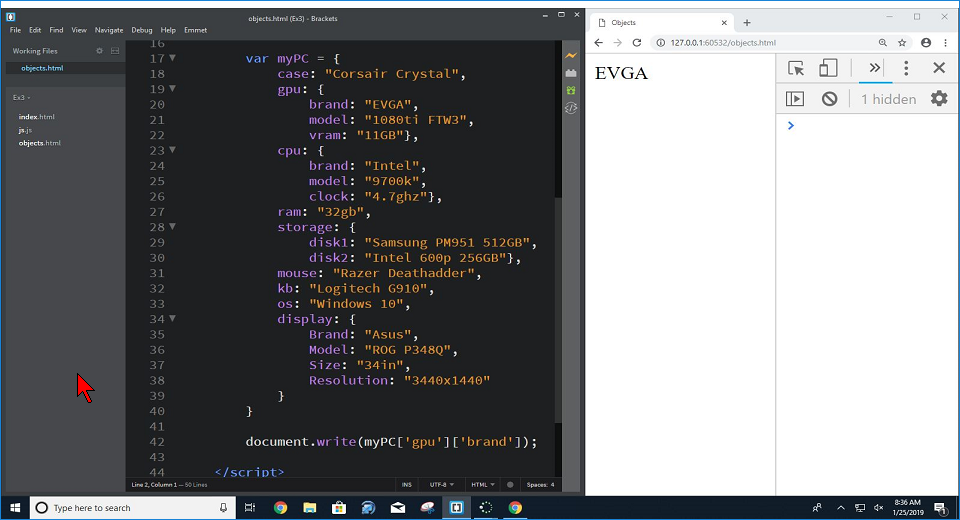 objects.html (Ex3) - Brackets
File Edit Find View Navigate Debug Help Emmet
Working Files
objects.html
Ex3
index.html
js.js
objects.html
16
17 var myPC = {
18 case: "Corsair Crystal",
19 gpu: {
20 brand: "EVGA",
21 model: "1080ti FTW3",
22 vram: "11GB"},
23 cpu: {
24 brand: "Intel",
25 model: "9700k",
26 clock: "4.7ghz"},
27 ram: "32gb",
28 storage: {
29 disk1: "Samsung PM951 512GB",
30 disk2: "Intel 600p 256GB"},
31 mouse: "Razer Deathadder",
32 kb: "Logitech G910",
33 os: "Windows 10",
34 display: {
35 Brand: "Asus",
36 Model: "ROG P348Q",
37 Size: "34in",
38 Resolution: "3440x1440"
39 }
40 }
41
42 document.write(myPC['gpu']['brand']);
43
44 </script>
Line 2, Column 1 — 50 Lines
INS UTF-8 HTML Spaces: 4
Objects
127.0.0.1:60532/objects.html
EVGA
1 hidden
Type here to search
8:36 AM
1/25/2019
1